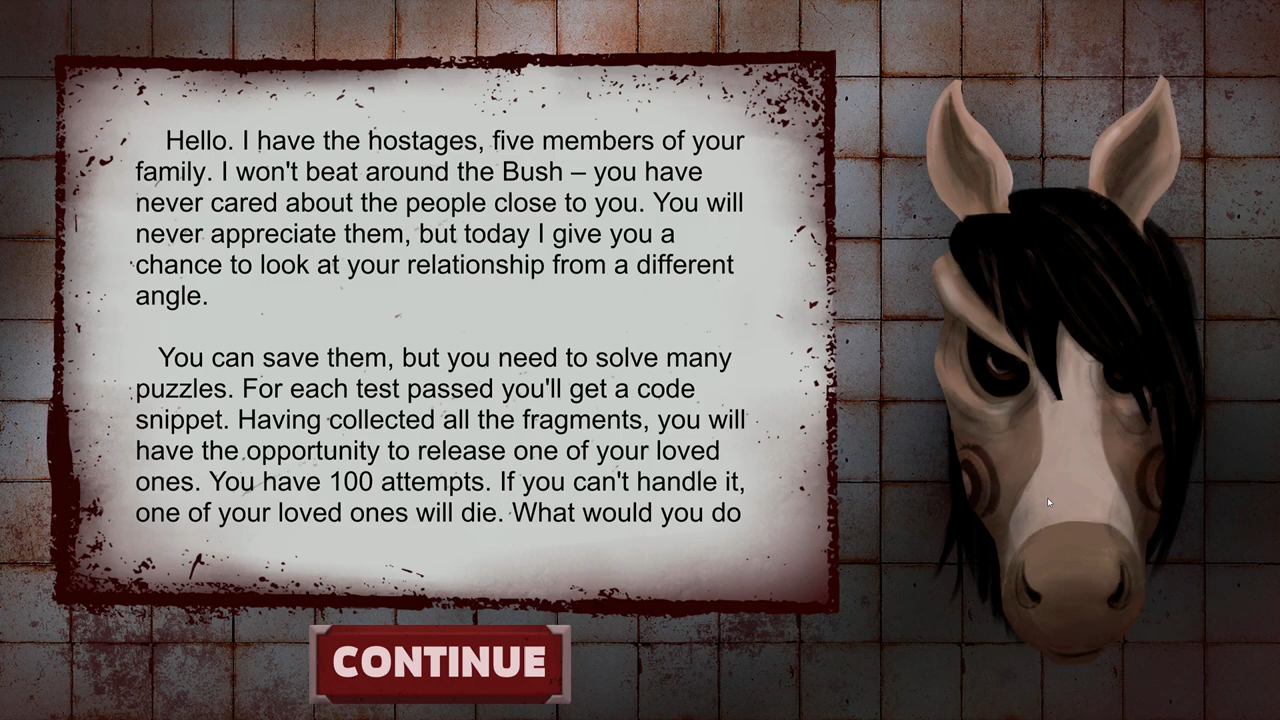 Hello. I have the hostages, five members of your
family. I won't beat around the Bush – you have
never cared about the people close to you. You will
never appreciate them, but today I give you a
chance to look at your relationship from a different
angle.
You can save them, but you need to solve many
puzzles. For each test passed you'll get a code
snippet. Having collected all the fragments, you will
have the opportunity to release one of your loved
ones. You have 100 attempts. If you can't handle it,
one of your loved ones will die. What would you do
CONTINUE